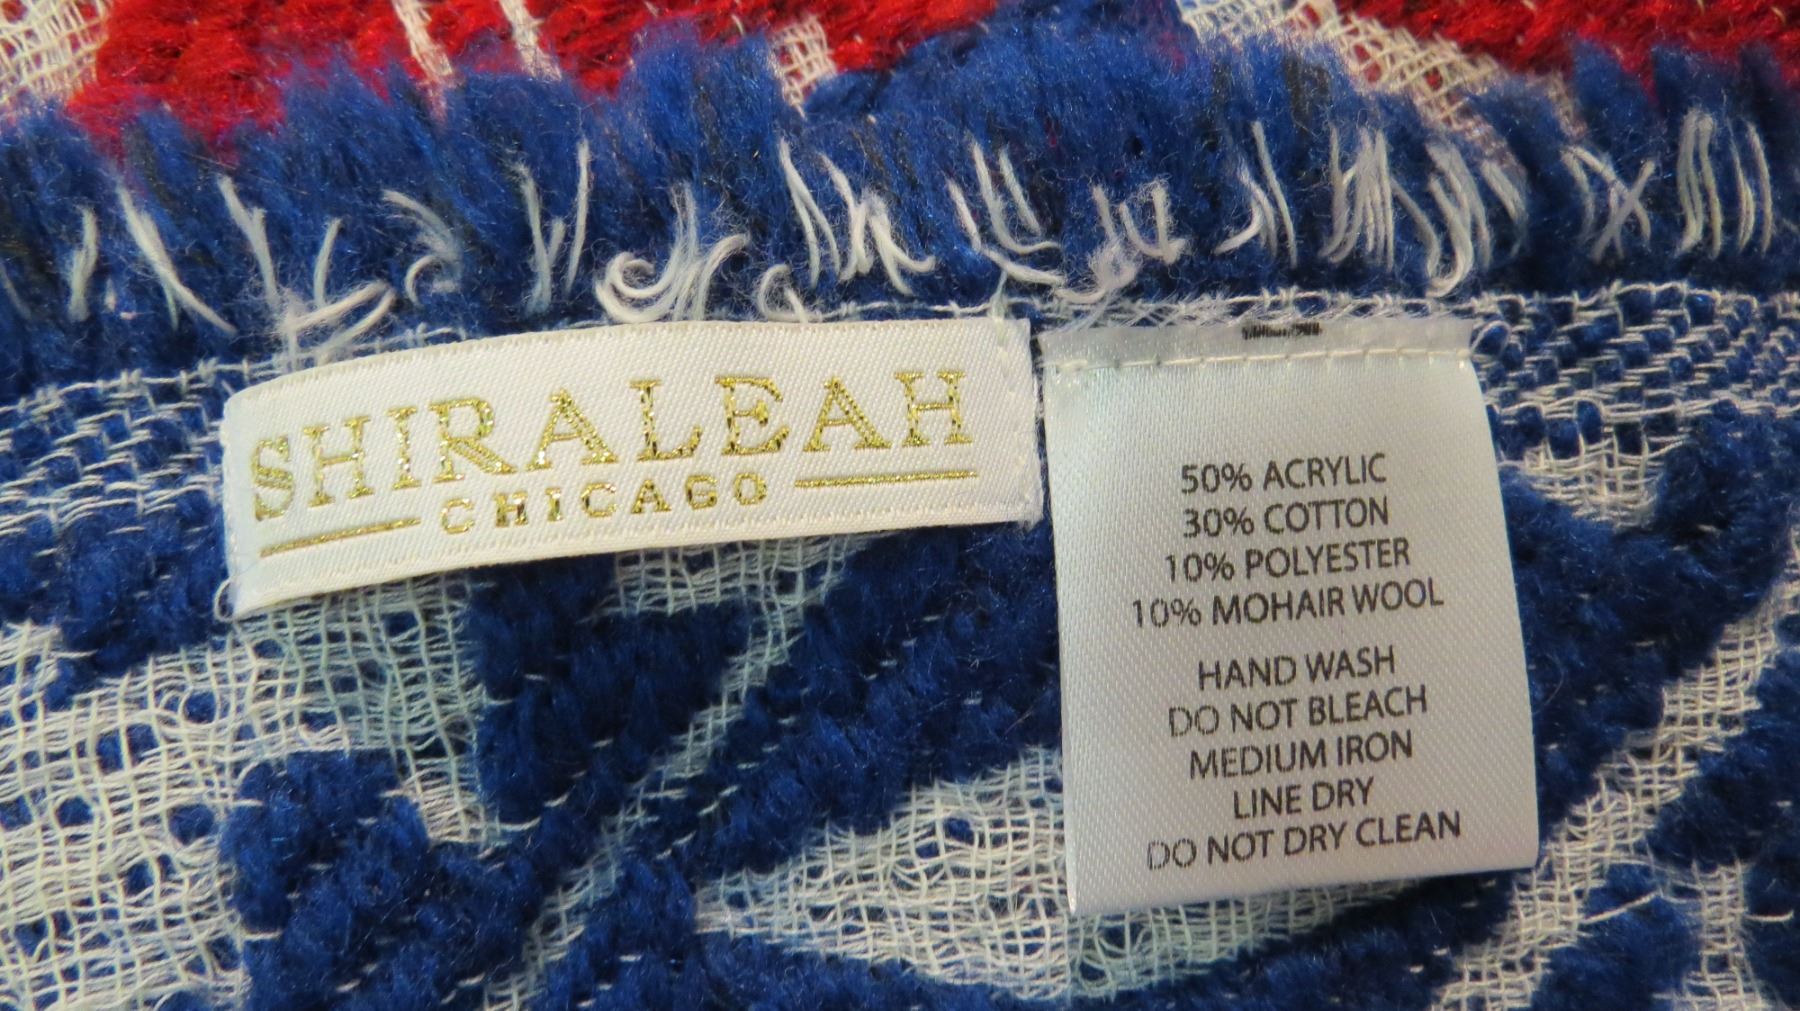 SHIRALEAH
CHICAGO
50% ACRYLIC
30% COTTON
10% POLYESTER
10% MOHAIR WOOL
HAND WASH
DO NOT BLEACH
MEDIUM IRON
LINE DRY
DO NOT DRY CLEAN